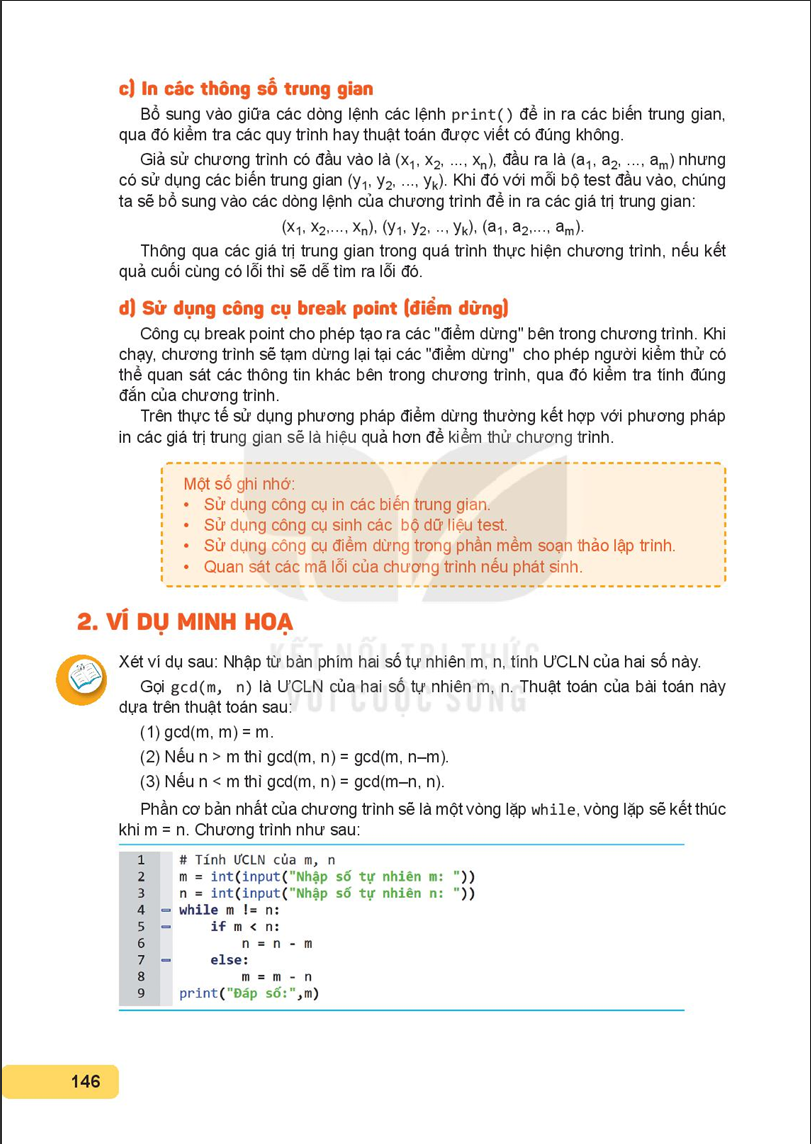 c) In các thông số trung gian
Bổ sung vào giữa các dòng lệnh các lệnh print() để in ra các biến trung gian,
qua đó kiểm tra các quy trình hay thuật toán được viết có đúng không.
Giả sử chương trình có đầu vào là (x1, x2, ..., xn), đầu ra là (a1, a2, ..., am) nhưng
có sử dụng các biến trung gian (y1, y2, ..., yk). Khi đó với mỗi bộ test đầu vào, chúng
ta sẽ bổ sung vào các dòng lệnh của chương trình để in ra các giá trị trung gian:
(x1, x2,..., xn), (y1, y2, .., yk), (a1, a2,..., am).
Thông qua các giá trị trung gian trong quá trình thực hiện chương trình, nếu kết
quả cuối cùng có lỗi thì sẽ dễ tìm ra lỗi đó.
d) Sử dụng công cụ break point (điểm dừng)
Công cụ break point cho phép tạo ra các "điểm dừng" bên trong chương trình. Khi
chạy, chương trình sẽ tạm dừng lại tại các "điểm dừng" cho phép người kiểm thử có
thể quan sát các thông tin khác bên trong chương trình, qua đó kiểm tra tính đúng
đắn của chương trình.
Trên thực tế sử dụng phương pháp điểm dừng thường kết hợp với phương pháp
in các giá trị trung gian sẽ là hiệu quả hơn để kiểm thử chương trình.
Một số ghi nhớ:
• Sử dụng công cụ in các biến trung gian.
• Sử dụng công cụ sinh các bộ dữ liệu test.
• Sử dụng công cụ điểm dừng trong phần mềm soạn thảo lập trình.
• Quan sát các mã lỗi của chương trình nếu phát sinh.
2. VÍ DỤ MINH HOẠ
KẾT NỐI TRI THỨC
Xét ví dụ sau: Nhập từ bàn phím hai số tự nhiên m, n, tính ƯCLN của hai số này.
Gọi gcd(m, n) là ƯCLN của hai số tự nhiên m, n. Thuật toán của bài toán này
VỚI CUỘC SỐNG
dựa trên thuật toán sau:
(1) gcd(m, m) = m.
(2) Nếu n > m thì gcd(m, n) = gcd(m, n–m).
(3) Nếu n < m thì gcd(m, n) = gcd(m–n, n).
Phần cơ bản nhất của chương trình sẽ là một vòng lặp while, vòng lặp sẽ kết thúc
khi m = n. Chương trình như sau:
1 # Tính ƯCLN của m, n
2 m = int(input("Nhập số tự nhiên m: "))
3 n = int(input("Nhập số tự nhiên n: "))
4 while m != n:
5 if m < n:
6 n = n - m
7 else:
8 m = m - n
9 print("Đáp số:",m)
146